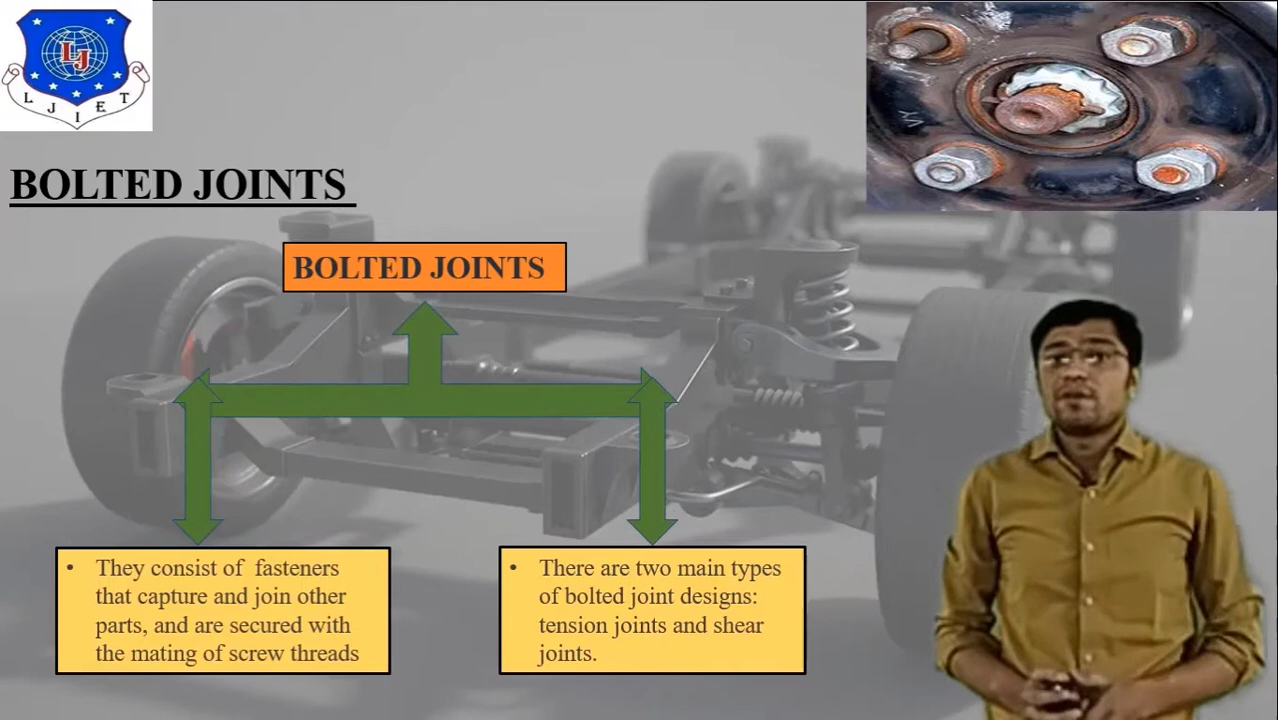 LJ
LJIET
BOLTED JOINTS
BOLTED JOINTS
• They consist of fasteners
that capture and join other
parts, and are secured with
the mating of screw threads
• There are two main types
of bolted joint designs:
tension joints and shear
joints.